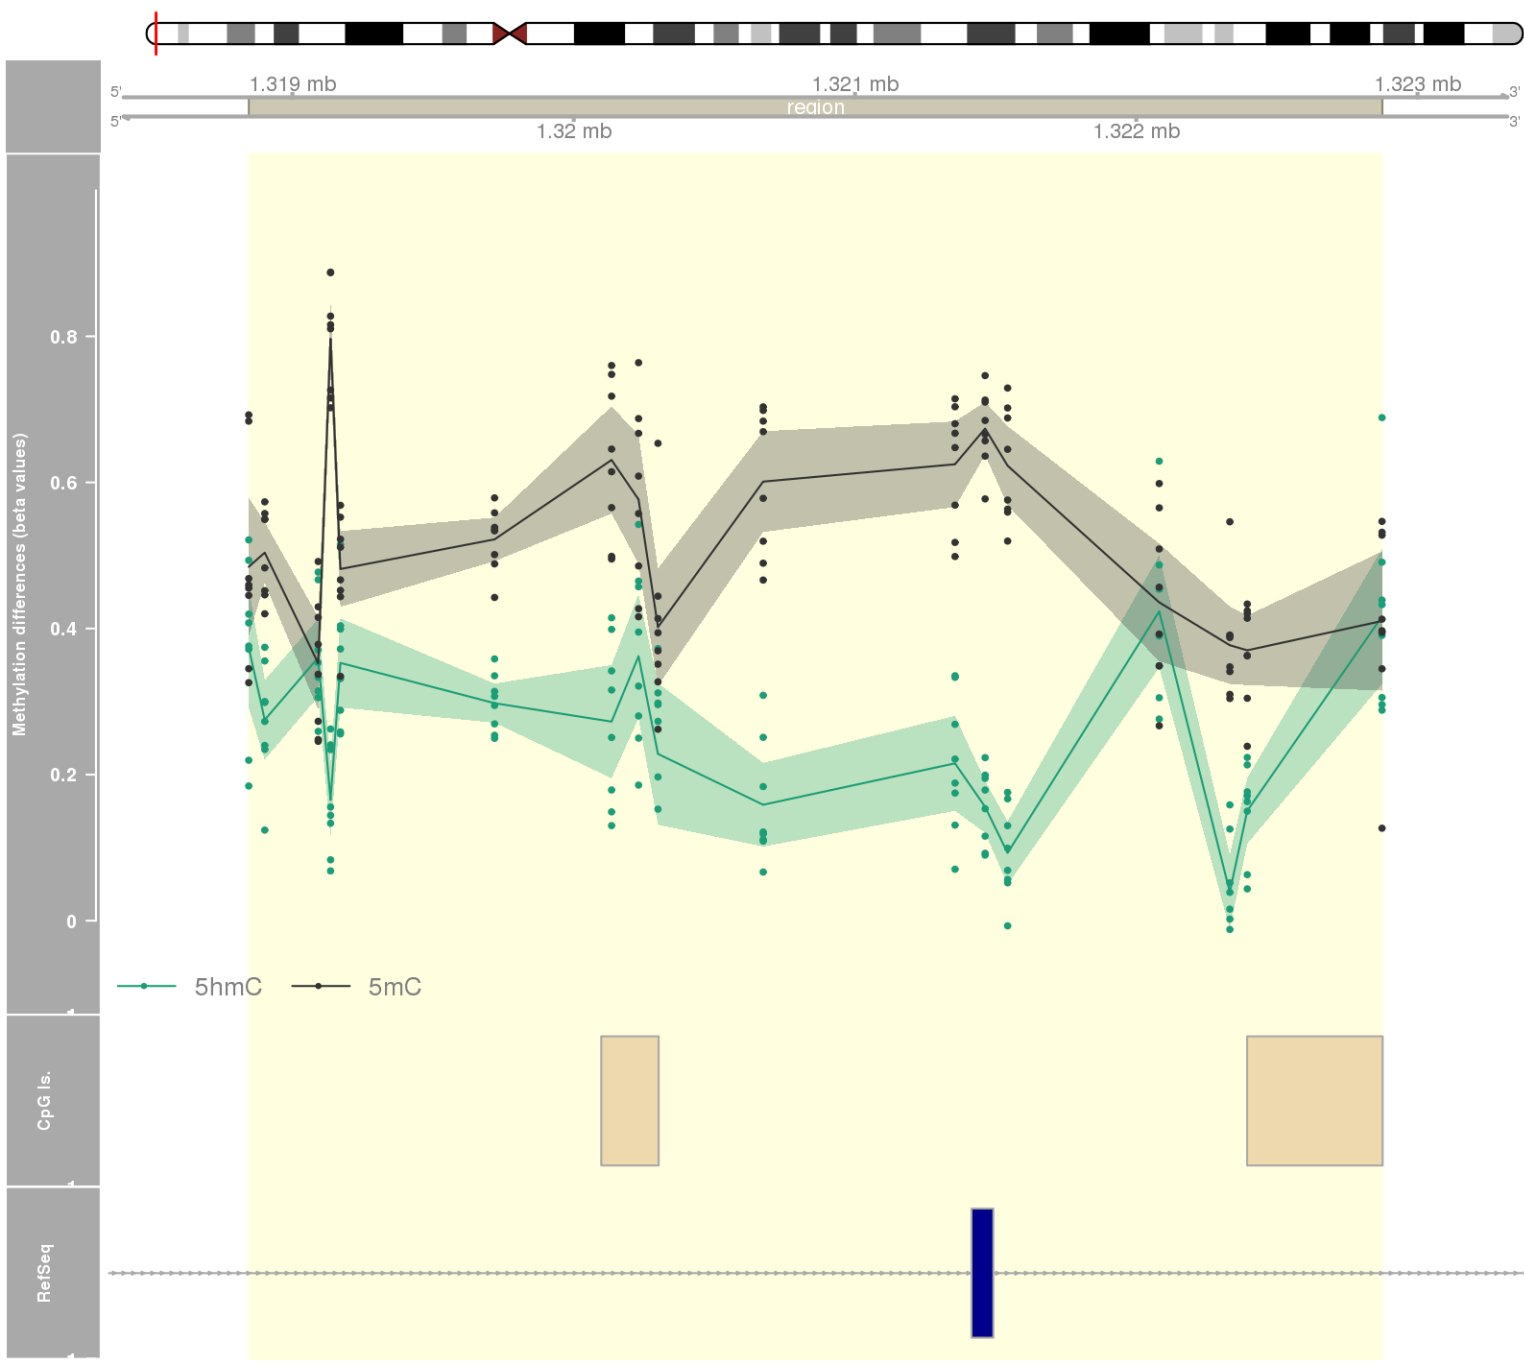 1.319 mb 1.321 mb 1.323 mb
5' 3'
region
5' 3'
1.32 mb 1.322 mb
Methylation differences (beta values)
0.8
0.6
0.4
0.2
0
5hmC 5mC
CpG Is.
RefSeq